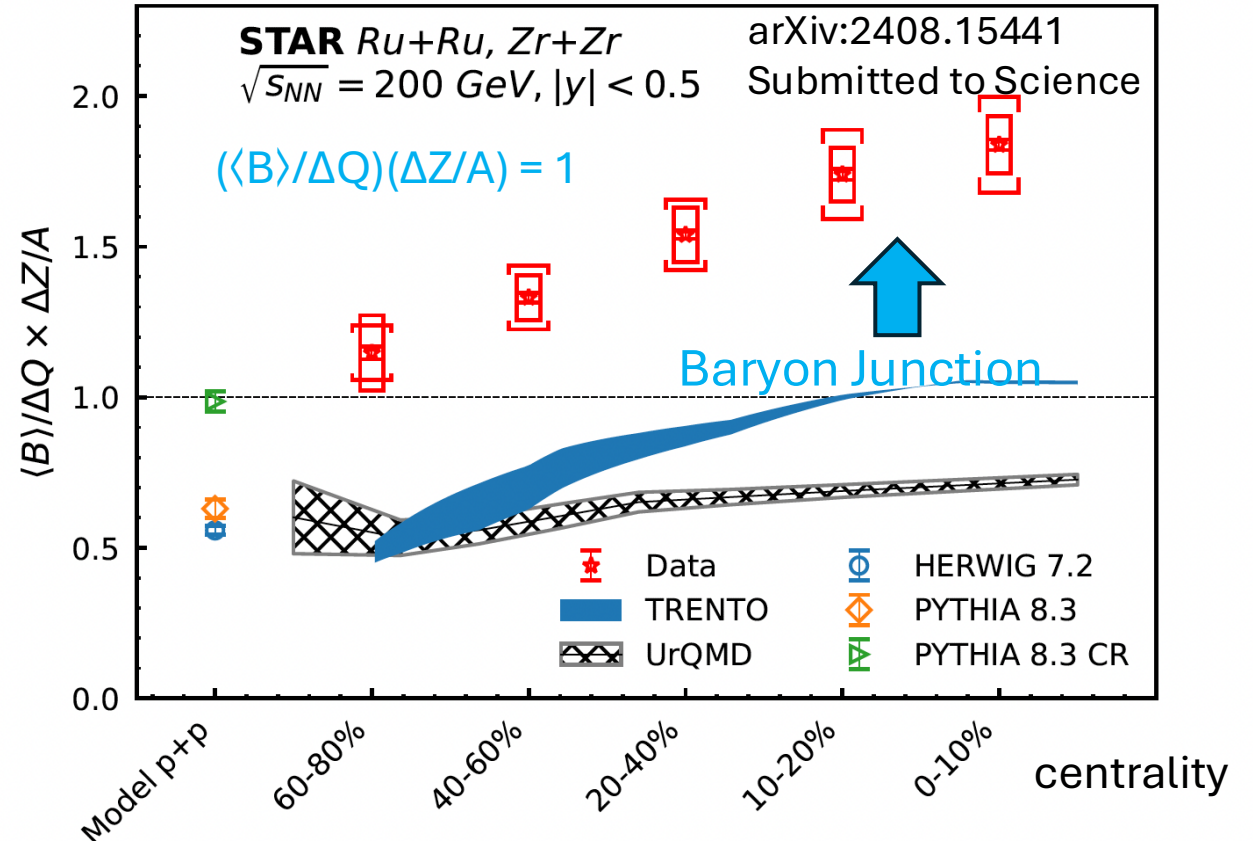 STAR Ru+Ru, Zr+Zr
√s_NN = 200 GeV, |y| < 0.5
arXiv:2408.15441
Submitted to Science
(⟨B⟩/ΔQ)(ΔZ/A) = 1
Baryon Junction
⟨B⟩/ΔQ × ΔZ/A
2.0
1.5
1.0
0.5
0.0
Data
TRENTO
UrQMD
HERWIG 7.2
PYTHIA 8.3
PYTHIA 8.3 CR
Model p+p
60-80%
40-60%
20-40%
10-20%
0-10%
centrality